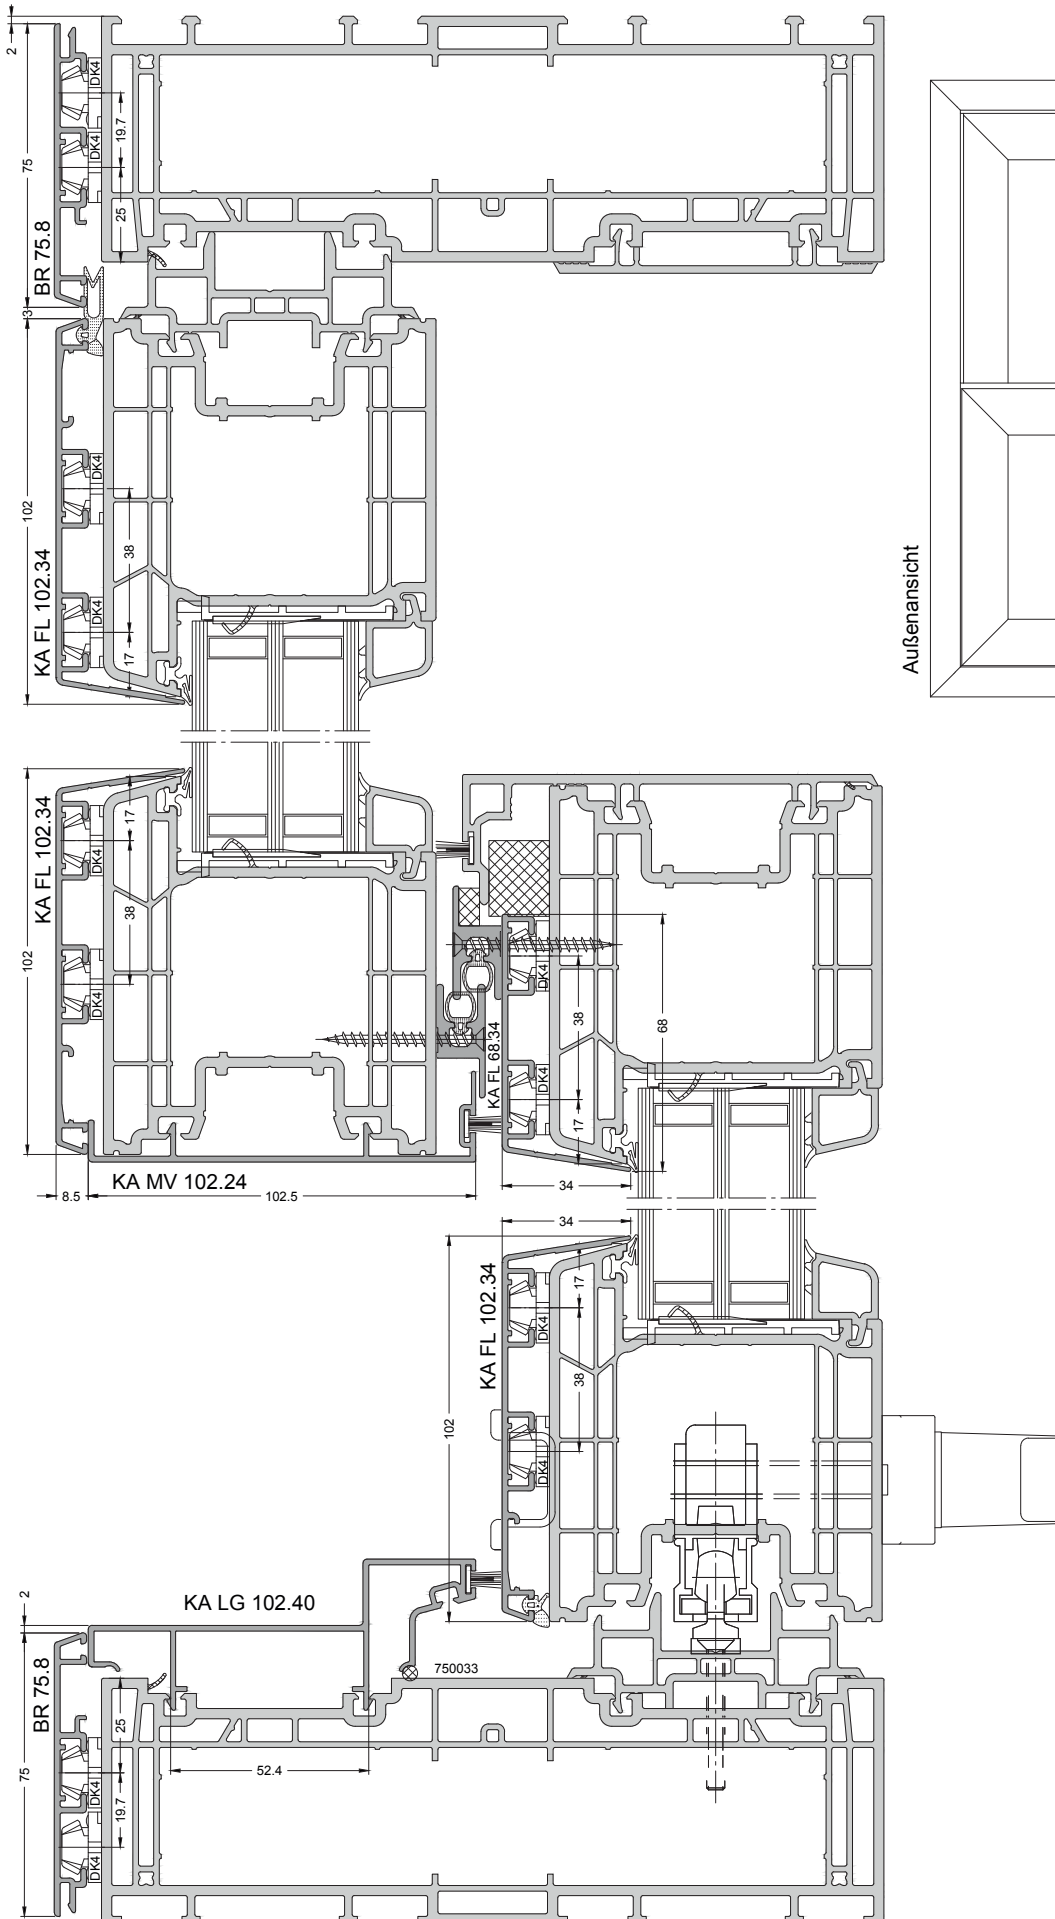 2
75
BR 75.8
DK4
DK4
19.7
25
3
102
KA FL 102.34
DK4
DK4
38
17
Außenansicht
102
KA FL 102.34
17
38
DK4
DK4
DK4
38
68
KA FL 68.34
DK4
17
KA MV 102.24
8.5
102.5
34
34
102
KA FL 102.34
17
38
DK4
DK4
2
KA LG 102.40
750033
BR 75.8
75
25
19.7
DK4
DK4
52.4